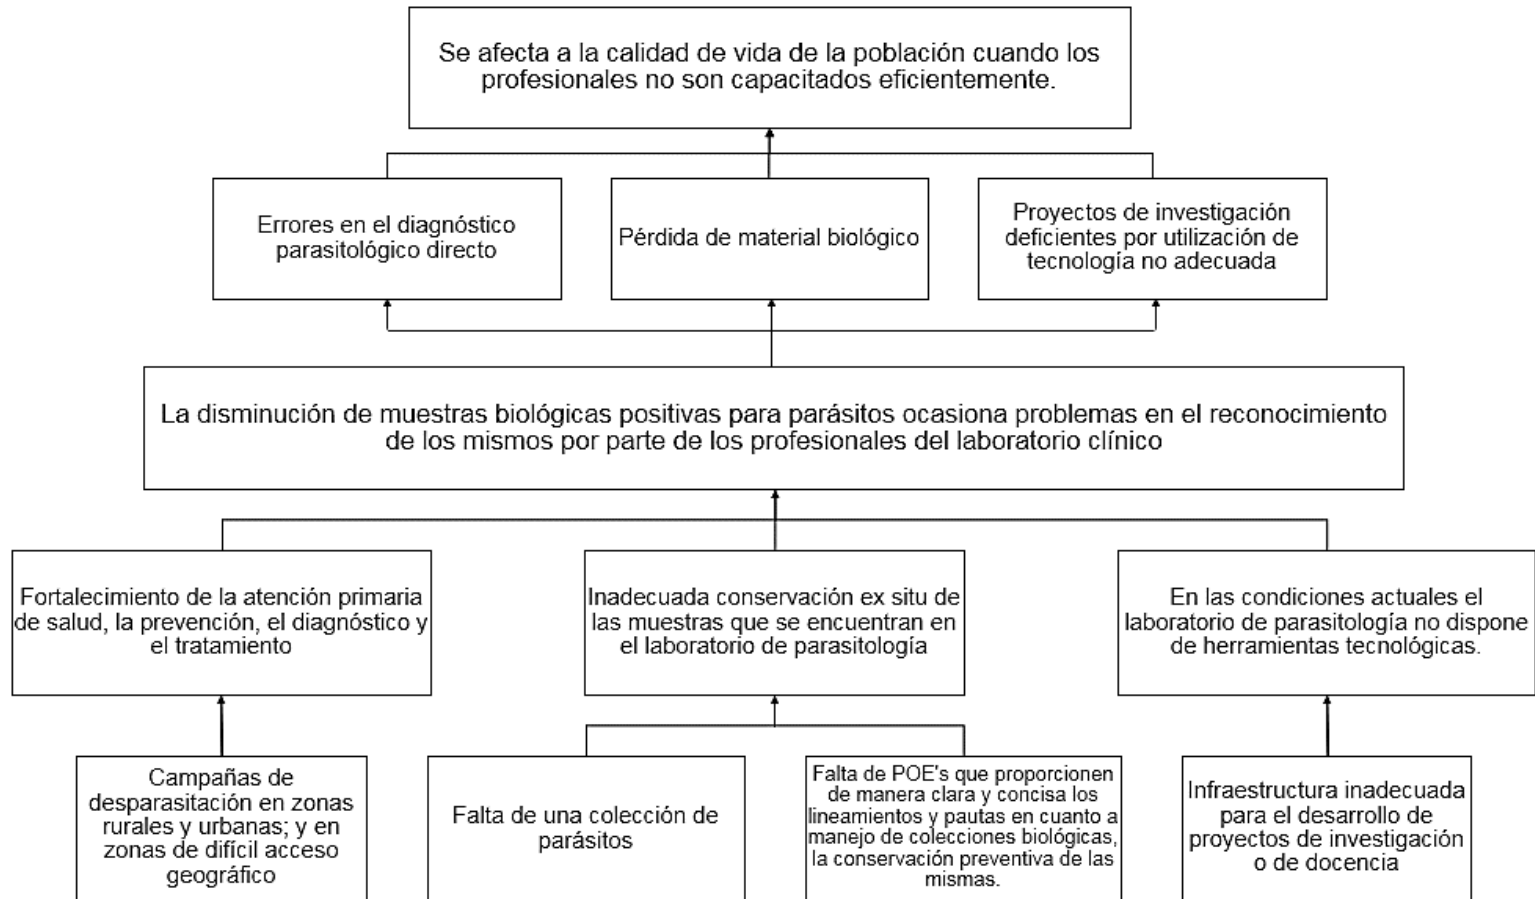 Se afecta a la calidad de vida de la población cuando los
profesionales no son capacitados eficientemente.
Errores en el diagnóstico
parasitológico directo
Pérdida de material biológico
Proyectos de investigación
deficientes por utilización de
tecnología no adecuada
La disminución de muestras biológicas positivas para parásitos ocasiona problemas en el reconocimiento
de los mismos por parte de los profesionales del laboratorio clínico
Fortalecimiento de la atención primaria
de salud, la prevención, el diagnóstico y
el tratamiento
Inadecuada conservación ex situ de
las muestras que se encuentran en
el laboratorio de parasitología
En las condiciones actuales el
laboratorio de parasitología no dispone
de herramientas tecnológicas.
Campañas de
desparasitación en zonas
rurales y urbanas; y en
zonas de difícil acceso
geográfico
Falta de una colección de
parásitos
Falta de POE's que proporcionen
de manera clara y concisa los
lineamientos y pautas en cuanto a
manejo de colecciones biológicas,
la conservación preventiva de las
mismas.
Infraestructura inadecuada
para el desarrollo de
proyectos de investigación
o de docencia